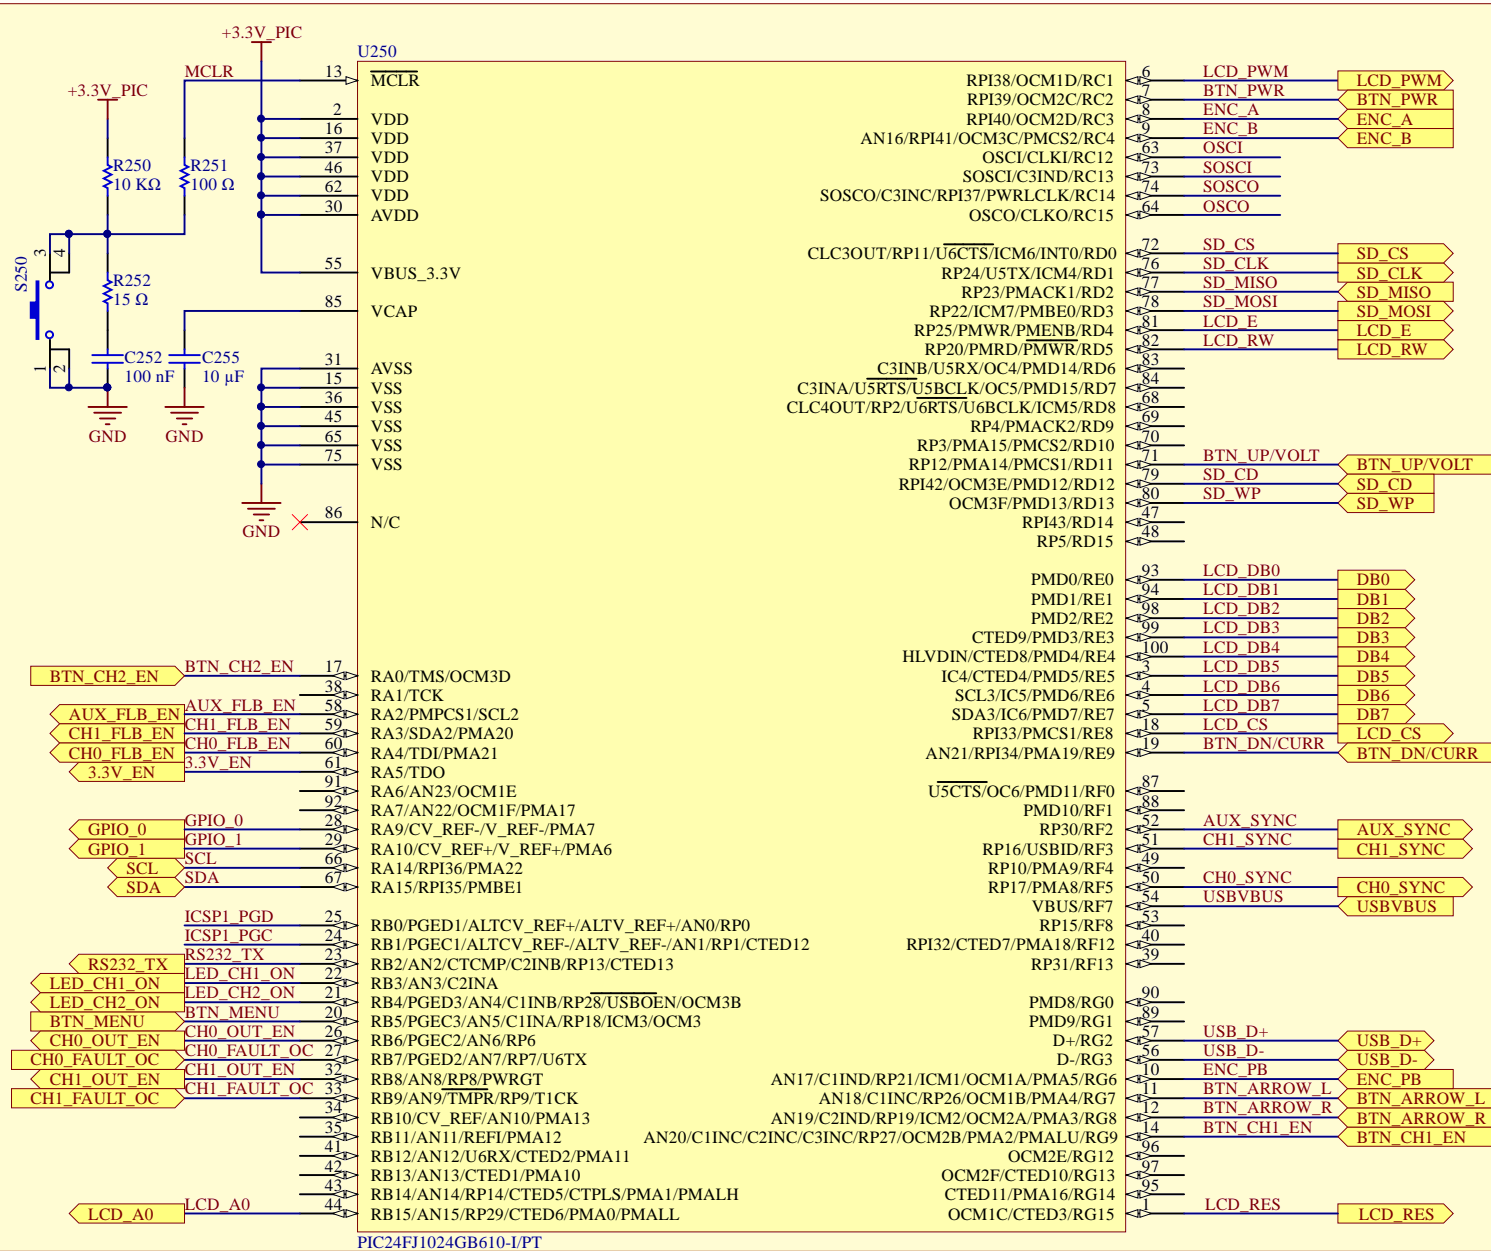 +3.3V_PIC
U250
+3.3V_PIC
MCLR
R250
10 KΩ
R251
100 Ω
S250
3
4
1
2
R252
15 Ω
C252
100 nF
C255
10 µF
GND
GND
GND
13 MCLR
2 VDD
16 VDD
37 VDD
46 VDD
62 VDD
30 AVDD
55 VBUS_3.3V
85 VCAP
31 AVSS
15 VSS
36 VSS
45 VSS
65 VSS
75 VSS
86 N/C
BTN_CH2_EN BTN_CH2_EN 17 RA0/TMS/OCM3D
38 RA1/TCK
AUX_FLB_EN AUX_FLB_EN 58 RA2/PMPCS1/SCL2
CH1_FLB_EN CH1_FLB_EN 59 RA3/SDA2/PMA20
CH0_FLB_EN CH0_FLB_EN 60 RA4/TDI/PMA21
3.3V_EN 3.3V_EN 61 RA5/TDO
91 RA6/AN23/OCM1E
92 RA7/AN22/OCM1F/PMA17
GPIO_0 GPIO_0 28 RA9/CV_REF-/V_REF-/PMA7
GPIO_1 GPIO_1 29 RA10/CV_REF+/V_REF+/PMA6
SCL SCL 66 RA14/RPI36/PMA22
SDA SDA 67 RA15/RPI35/PMBE1
ICSP1_PGD 25 RB0/PGED1/ALTCV_REF+/ALTV_REF+/AN0/RP0
ICSP1_PGC 24 RB1/PGEC1/ALTCV_REF-/ALTV_REF-/AN1/RP1/CTED12
RS232_TX RS232_TX 23 RB2/AN2/CTCMP/C2INB/RP13/CTED13
LED_CH1_ON LED_CH1_ON 22 RB3/AN3/C2INA
LED_CH2_ON LED_CH2_ON 21 RB4/PGED3/AN4/C1INB/RP28/USBOEN/OCM3B
BTN_MENU BTN_MENU 20 RB5/PGEC3/AN5/C1INA/RP18/ICM3/OCM3
CH0_OUT_EN CH0_OUT_EN 26 RB6/PGEC2/AN6/RP6
CH0_FAULT_OC CH0_FAULT_OC 27 RB7/PGED2/AN7/RP7/U6TX
CH1_OUT_EN CH1_OUT_EN 32 RB8/AN8/RP8/PWRGT
CH1_FAULT_OC CH1_FAULT_OC 33 RB9/AN9/TMPR/RP9/T1CK
34 RB10/CV_REF/AN10/PMA13
35 RB11/AN11/REFI/PMA12
41 RB12/AN12/U6RX/CTED2/PMA11
42 RB13/AN13/CTED1/PMA10
43 RB14/AN14/RP14/CTED5/CTPLS/PMA1/PMALH
LCD_A0 LCD_A0 44 RB15/AN15/RP29/CTED6/PMA0/PMALL
RPI38/OCM1D/RC1 6 LCD_PWM LCD_PWM
RPI39/OCM2C/RC2 7 BTN_PWR BTN_PWR
RPI40/OCM2D/RC3 8 ENC_A ENC_A
AN16/RPI41/OCM3C/PMCS2/RC4 9 ENC_B ENC_B
OSCI/CLKI/RC12 63 OSCI
SOSCI/C3IND/RC13 73 SOSCI
SOSCO/C3INC/RPI37/PWRLCLK/RC14 74 SOSCO
OSCO/CLKO/RC15 64 OSCO
CLC3OUT/RP11/U6CTS/ICM6/INT0/RD0 72 SD_CS SD_CS
RP24/U5TX/ICM4/RD1 76 SD_CLK SD_CLK
RP23/PMACK1/RD2 77 SD_MISO SD_MISO
RP22/ICM7/PMBE0/RD3 78 SD_MOSI SD_MOSI
RP25/PMWR/PMENB/RD4 81 LCD_E LCD_E
RP20/PMRD/PMWR/RD5 82 LCD_RW LCD_RW
C3INB/U5RX/OC4/PMD14/RD6 83
C3INA/U5RTS/U5BCLK/OC5/PMD15/RD7 84
CLC4OUT/RP2/U6RTS/U6BCLK/ICM5/RD8 68
RP4/PMACK2/RD9 69
RP3/PMA15/PMCS2/RD10 70
RP12/PMA14/PMCS1/RD11 71 BTN_UP/VOLT BTN_UP/VOLT
RPI42/OCM3E/PMD12/RD12 79 SD_CD SD_CD
OCM3F/PMD13/RD13 80 SD_WP SD_WP
RPI43/RD14 47
RP5/RD15 48
PMD0/RE0 93 LCD_DB0 DB0
PMD1/RE1 94 LCD_DB1 DB1
PMD2/RE2 98 LCD_DB2 DB2
CTED9/PMD3/RE3 99 LCD_DB3 DB3
HLVDIN/CTED8/PMD4/RE4 100 LCD_DB4 DB4
IC4/CTED4/PMD5/RE5 3 LCD_DB5 DB5
SCL3/IC5/PMD6/RE6 4 LCD_DB6 DB6
SDA3/IC6/PMD7/RE7 5 LCD_DB7 DB7
RPI33/PMCS1/RE8 18 LCD_CS LCD_CS
AN21/RPI34/PMA19/RE9 19 BTN_DN/CURR BTN_DN/CURR
U5CTS/OC6/PMD11/RF0 87
PMD10/RF1 88
RP30/RF2 52 AUX_SYNC AUX_SYNC
RP16/USBID/RF3 51 CH1_SYNC CH1_SYNC
RP10/PMA9/RF4 49
RP17/PMA8/RF5 50 CH0_SYNC CH0_SYNC
VBUS/RF7 54 USBVBUS USBVBUS
RP15/RF8 53
RPI32/CTED7/PMA18/RF12 40
RP31/RF13 39
PMD8/RG0 90
PMD9/RG1 89
D+/RG2 57 USB_D+ USB_D+
D-/RG3 56 USB_D- USB_D-
AN17/C1IND/RP21/ICM1/OCM1A/PMA5/RG6 10 ENC_PB ENC_PB
AN18/C1INC/RP26/OCM1B/PMA4/RG7 11 BTN_ARROW_L BTN_ARROW_L
AN19/C2IND/RP19/ICM2/OCM2A/PMA3/RG8 12 BTN_ARROW_R BTN_ARROW_R
AN20/C1INC/C2INC/C3INC/RP27/OCM2B/PMA2/PMALU/RG9 14 BTN_CH1_EN BTN_CH1_EN
OCM2E/RG12 96
OCM2F/CTED10/RG13 97
CTED11/PMA16/RG14 95
OCM1C/CTED3/RG15 1 LCD_RES LCD_RES
PIC24FJ1024GB610-I/PT